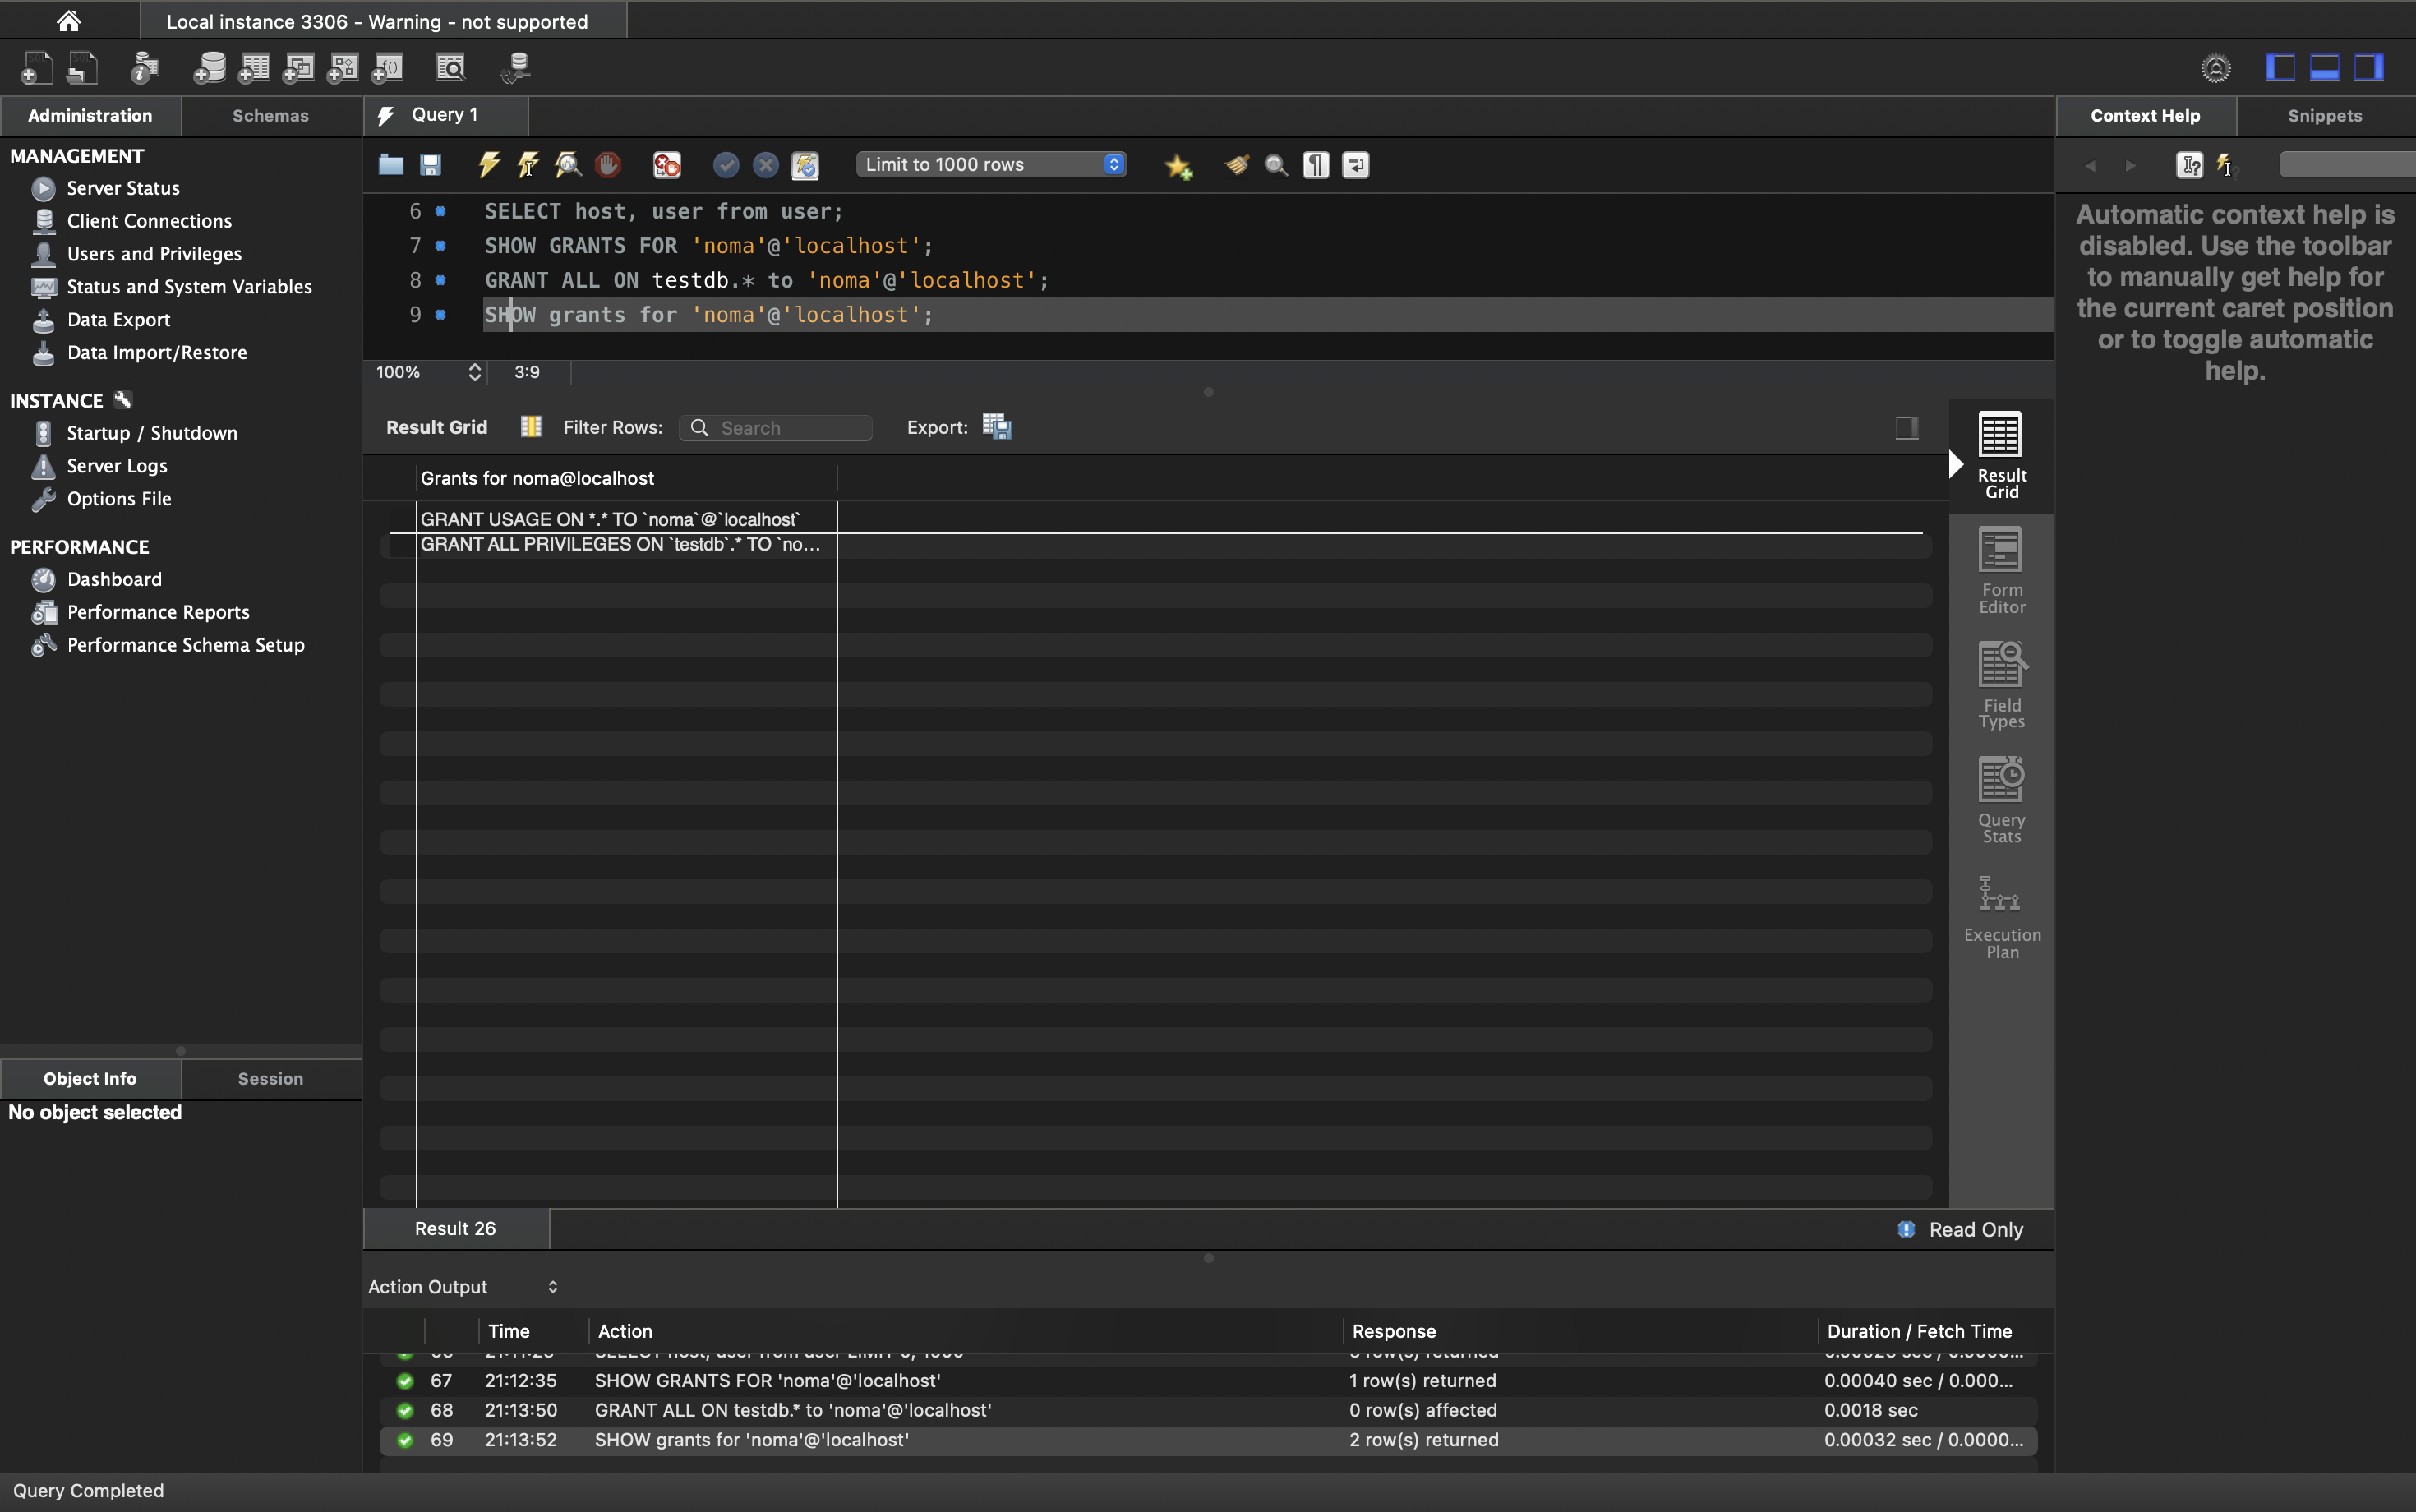 Local instance 3306 - Warning - not supported
Administration
Schemas
MANAGEMENT
Server Status
Client Connections
Users and Privileges
Status and System Variables
Data Export
Data Import/Restore
INSTANCE
Startup / Shutdown
Server Logs
Options File
PERFORMANCE
Dashboard
Performance Reports
Performance Schema Setup
Object Info
Session
No object selected
Query 1
Limit to 1000 rows
6 SELECT host, user from user;
7 SHOW GRANTS FOR 'noma'@'localhost';
8 GRANT ALL ON testdb.* to 'noma'@'localhost';
9 SHOW grants for 'noma'@'localhost';
100% 3:9
Result Grid
Filter Rows:
Search
Export:
Grants for noma@localhost
GRANT USAGE ON *.* TO `noma`@`localhost`
GRANT ALL PRIVILEGES ON `testdb`.* TO `no...
Result
Grid
Form
Editor
Field
Types
Query
Stats
Execution
Plan
Result 26
Read Only
Action Output
Time Action Response Duration / Fetch Time
67 21:12:35 SHOW GRANTS FOR 'noma'@'localhost' 1 row(s) returned 0.00040 sec / 0.000...
68 21:13:50 GRANT ALL ON testdb.* to 'noma'@'localhost' 0 row(s) affected 0.0018 sec
69 21:13:52 SHOW grants for 'noma'@'localhost' 2 row(s) returned 0.00032 sec / 0.0000...
Query Completed
Context Help
Snippets
Automatic context help is
disabled. Use the toolbar
to manually get help for
the current caret position
or to toggle automatic
help.